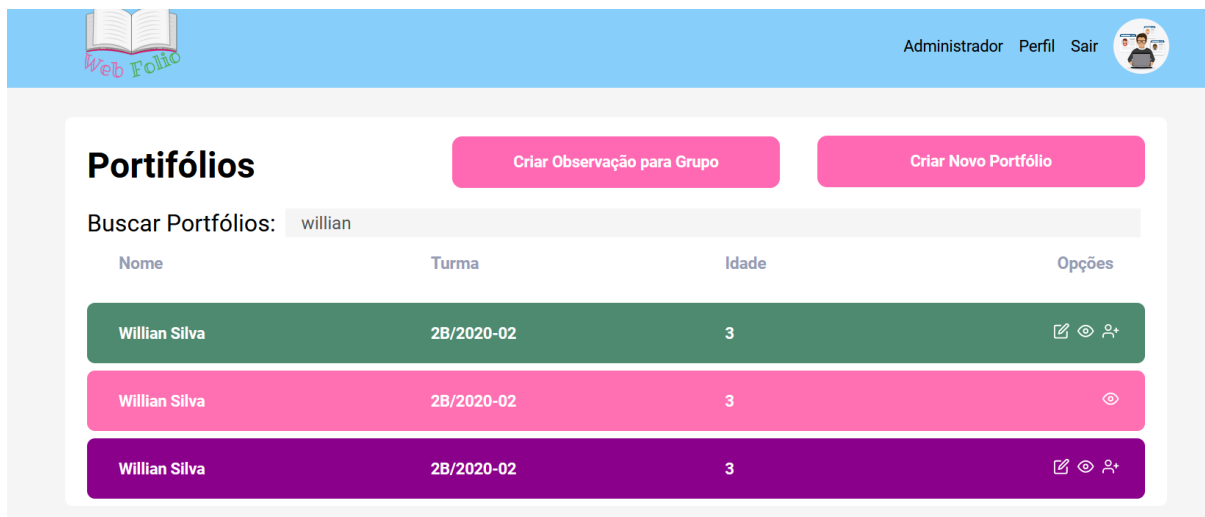 Web Folio
Administrador Perfil Sair
Portifólios
Criar Observação para Grupo
Criar Novo Portfólio
Buscar Portfólios: willian
Nome Turma Idade Opções
Willian Silva 2B/2020-02 3
Willian Silva 2B/2020-02 3
Willian Silva 2B/2020-02 3